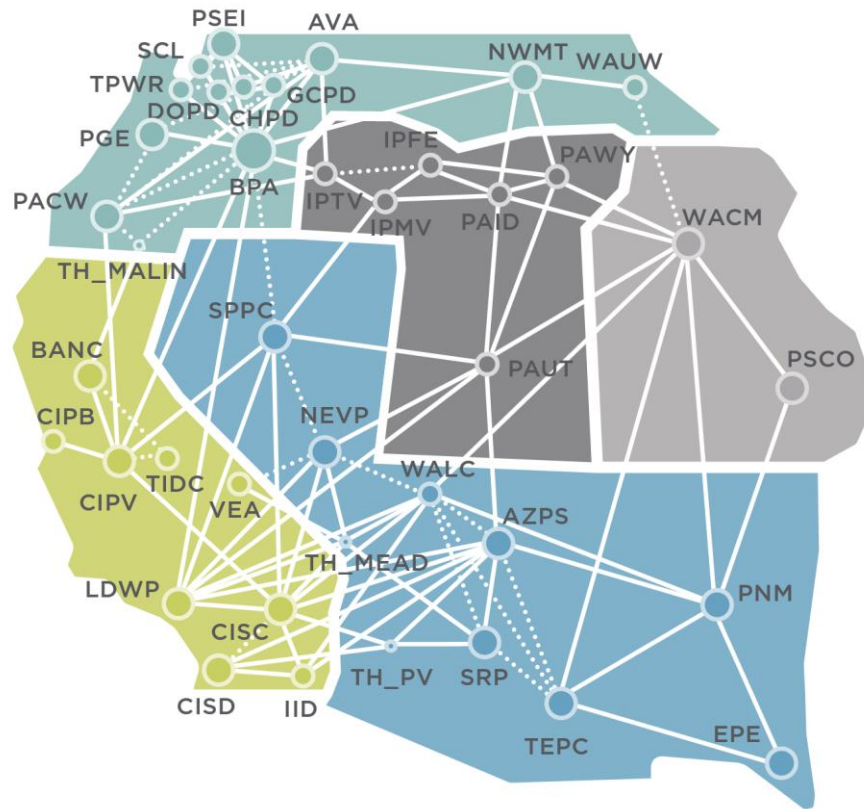 PSEI
AVA
SCL
NWMT
WAUW
TPWR
DOPD
GCPD
CHPD
PGE
IPFE
PAWY
BPA
IPTV
PACW
IPMV
PAID
WACM
TH_MALIN
SPPC
BANC
PAUT
PSCO
CIPB
NEVP
TIDC
WALC
CIPV
VEA
AZPS
TH_MEAD
LDWP
PNM
CISC
TH_PV
SRP
CISD
IID
TEPC
EPE